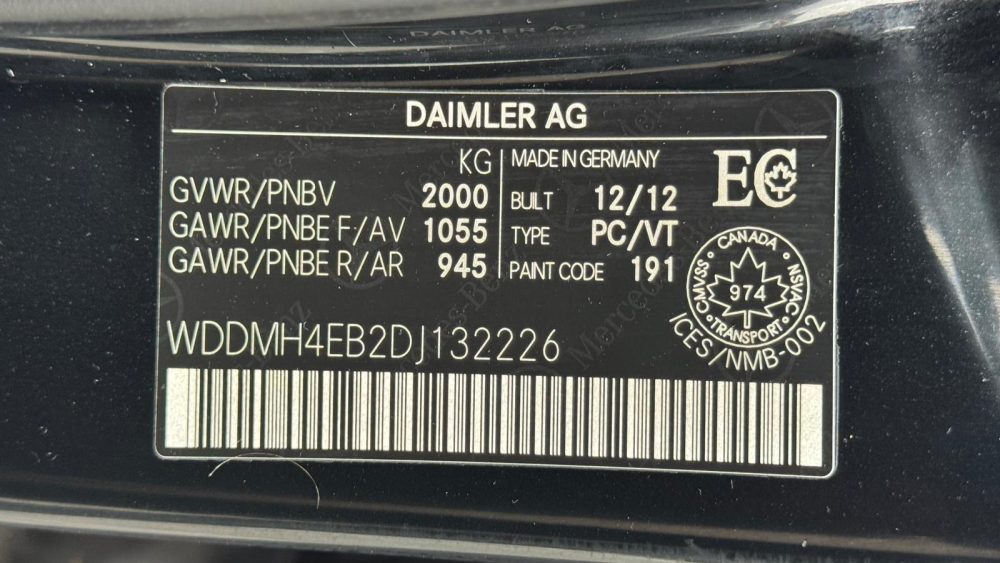 DAIMLER AG
KG
GVWR/PNBV 2000
GAWR/PNBE F/AV 1055
GAWR/PNBE R/AR 945
MADE IN GERMANY
BUILT 12/12
TYPE PC/VT
PAINT CODE 191
EC
CANADA
CMVSS 974 NSVAC
TRANSPORT
ICES/NMB-002
WDDMH4EB2DJ132226